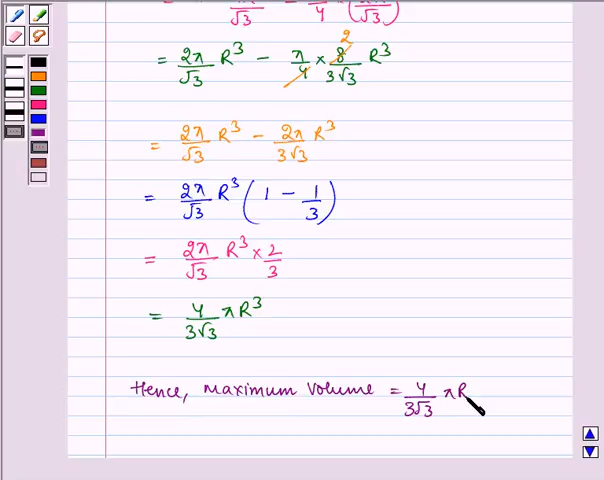 = 2π/√3 R³ − π/4 × 8/3√3 R³ 2
= 2π/√3 R³ − 2π/3√3 R³
= 2π/√3 R³ ( 1 − 1/3 )
= 2π/√3 R³ × 2/3
= 4/3√3 πR³
Hence, maximum volume = 4/3√3 πR